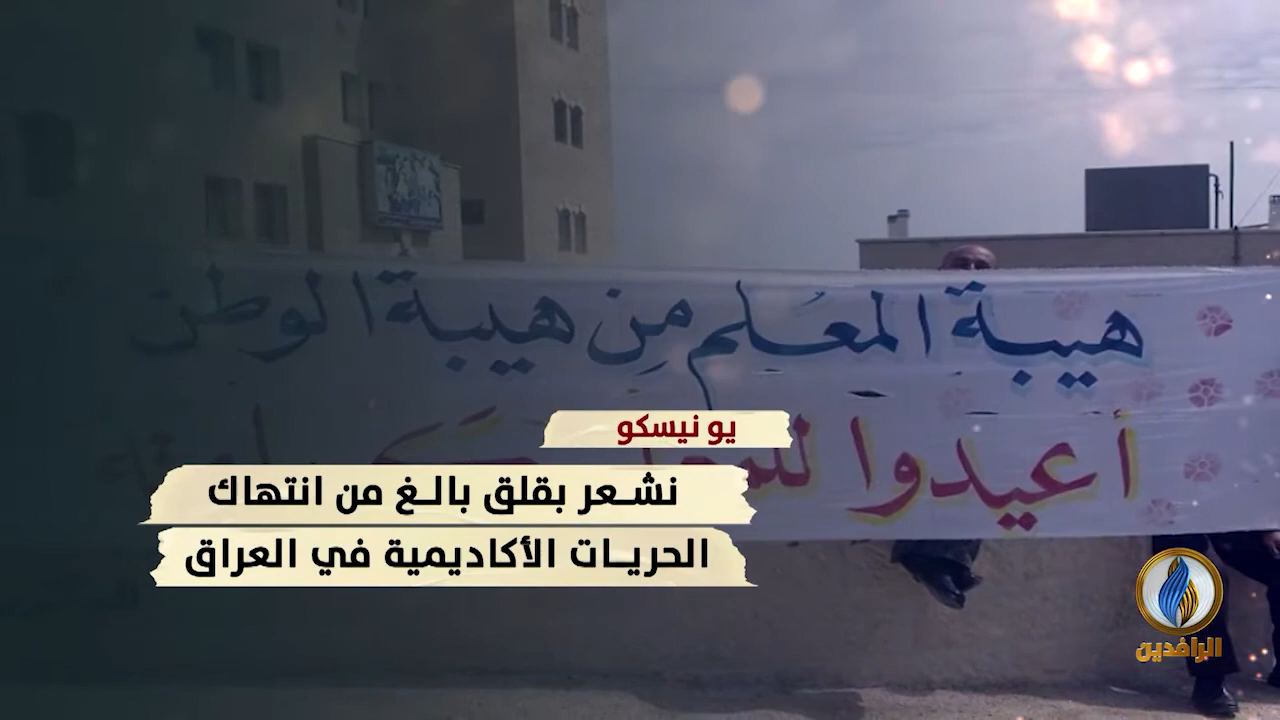 هيبة المعلم من هيبة الوطن
أعيدوا
يو نيسكو
نشعر بقلق بالغ من انتهاك
الحريات الأكاديمية في العراق
الرافدين